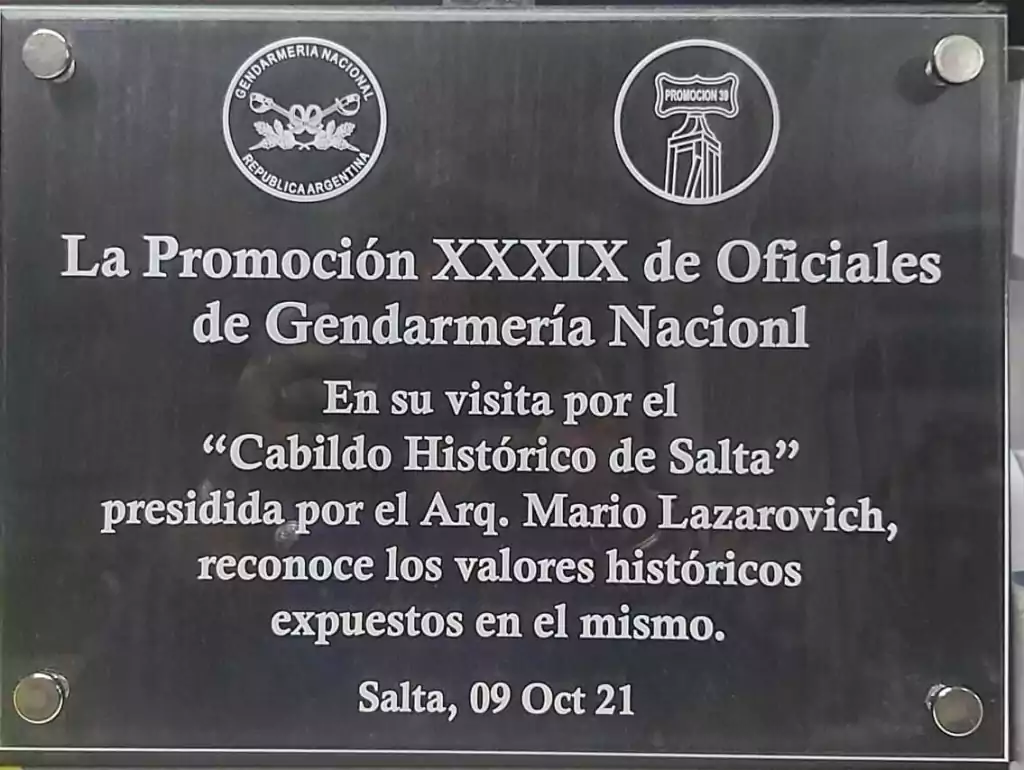 GENDARMERIA NACIONAL
REPUBLICA ARGENTINA
PROMOCION 39
La Promoción XXXIX de Oficiales
de Gendarmería Nacionl
En su visita por el
“Cabildo Histórico de Salta”
presidida por el Arq. Mario Lazarovich,
reconoce los valores históricos
expuestos en el mismo.
Salta, 09 Oct 21